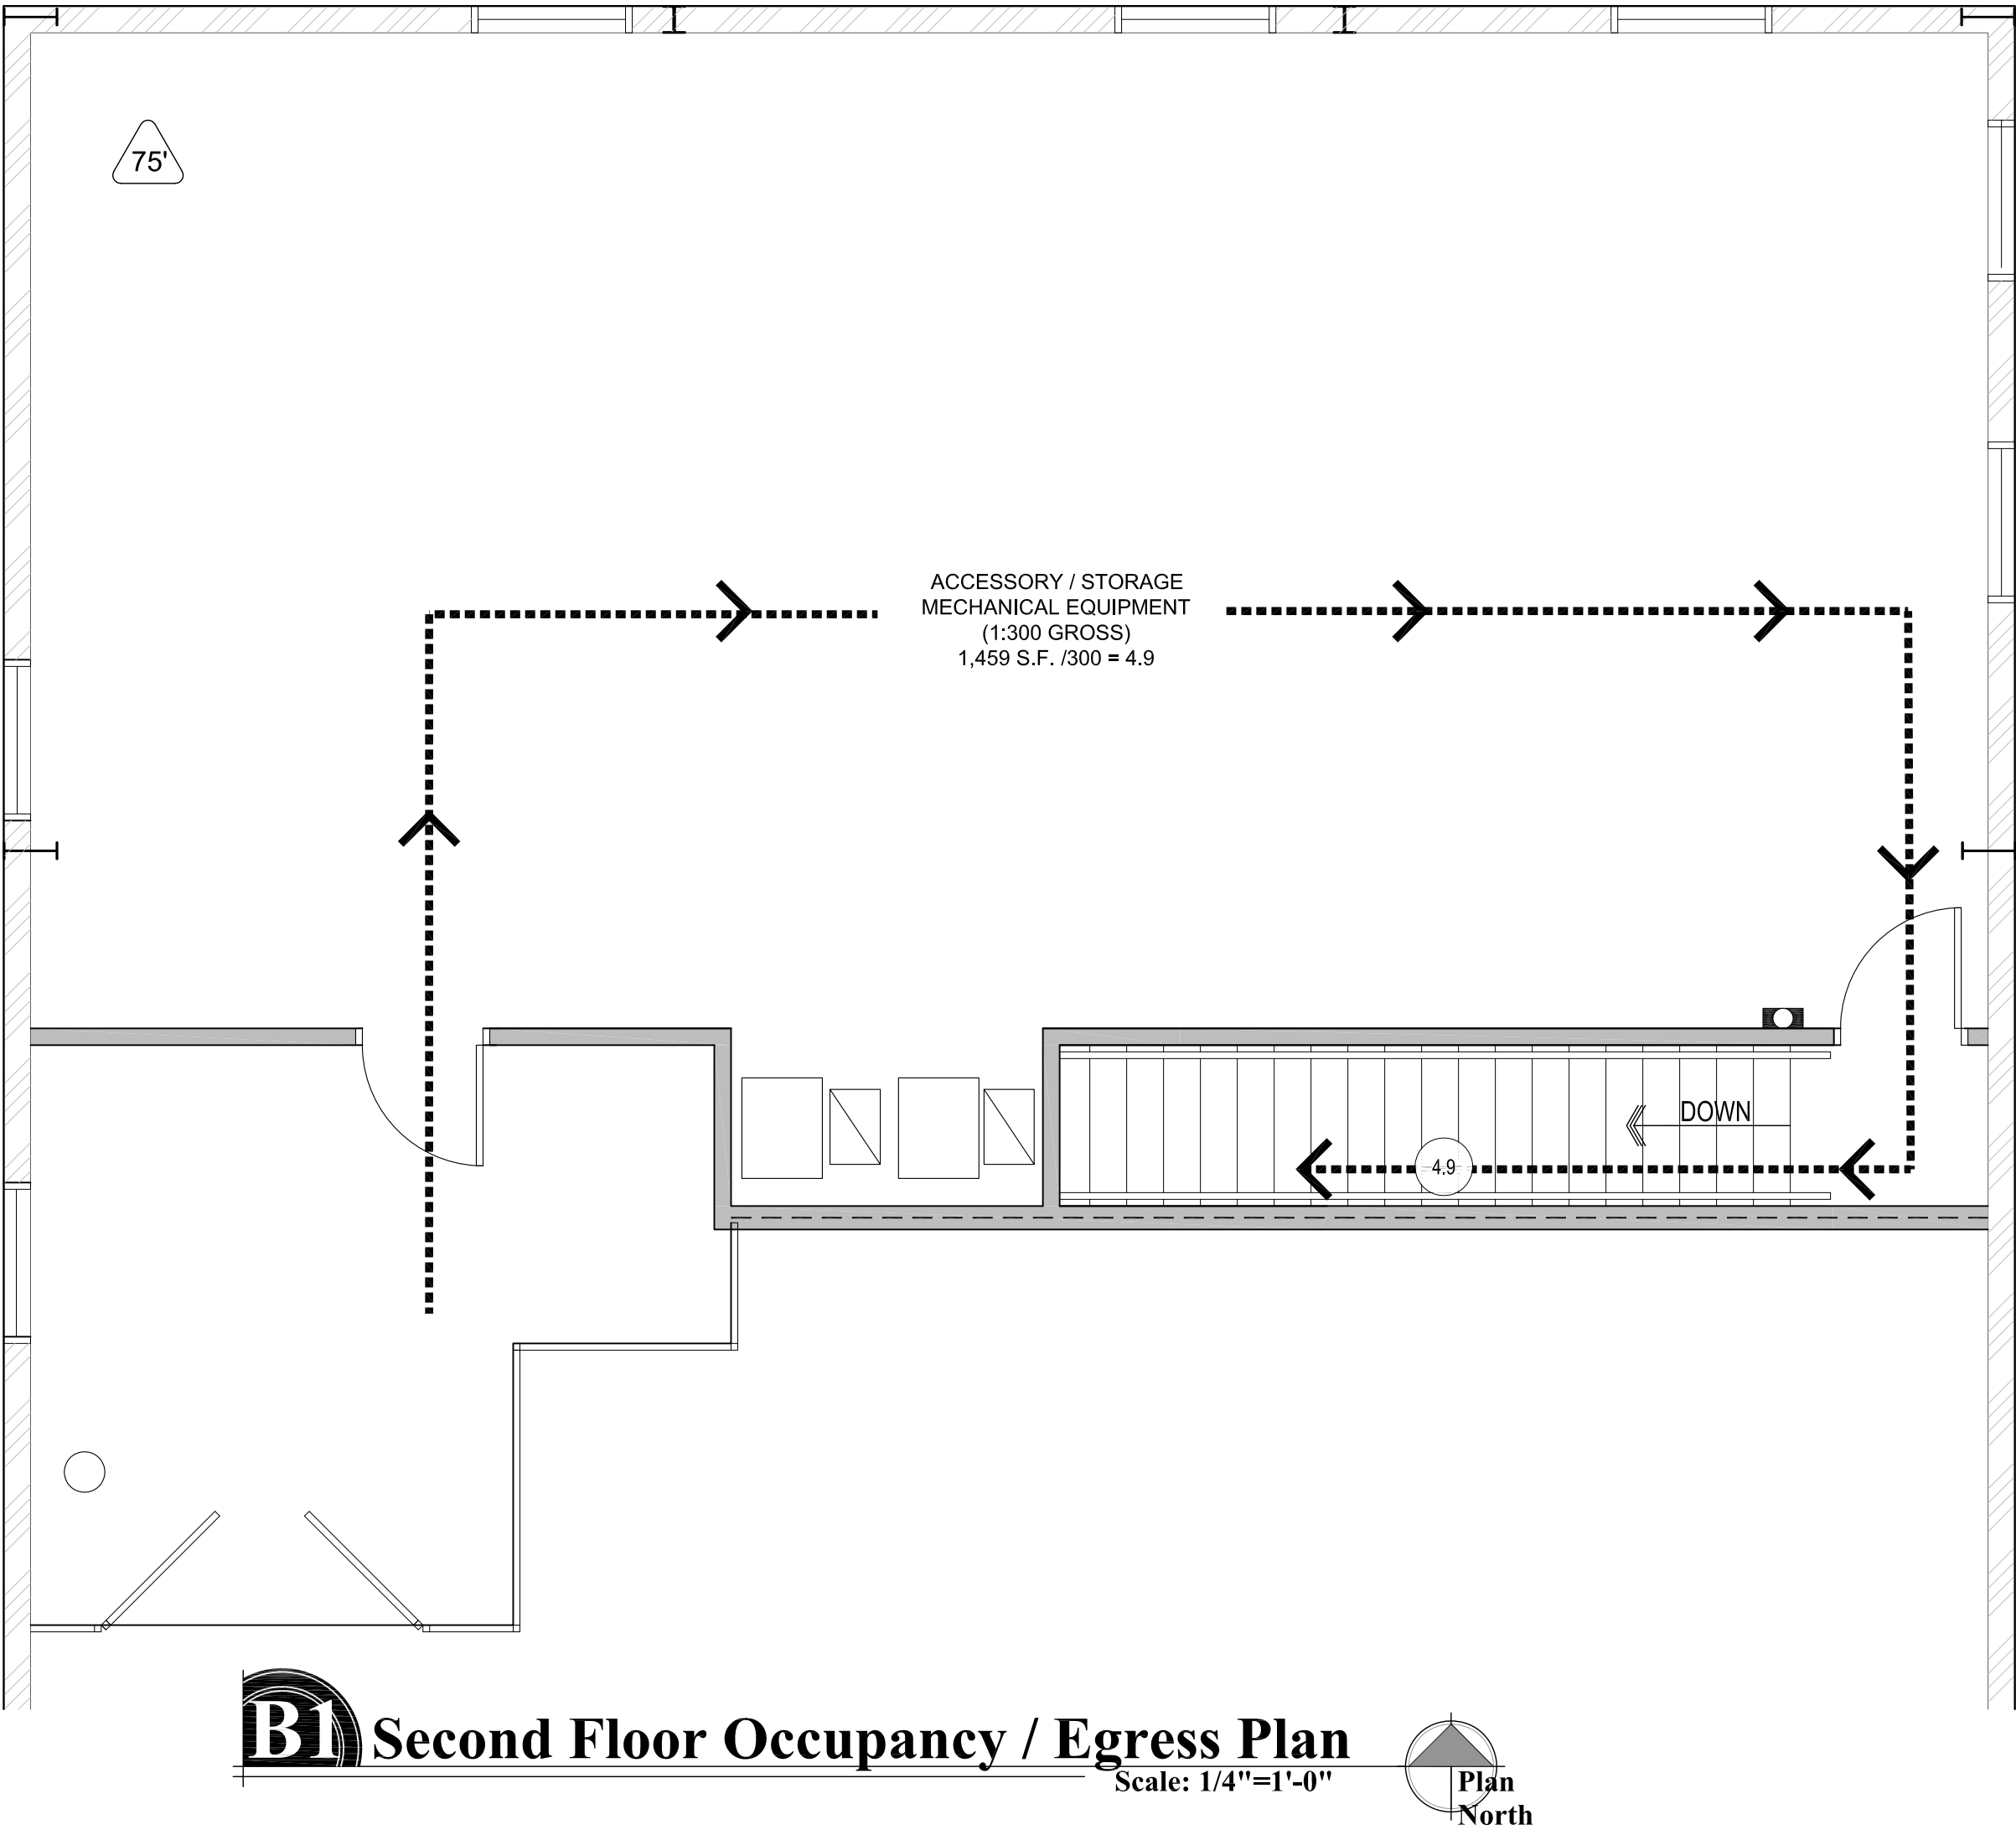 75'
ACCESSORY / STORAGE
MECHANICAL EQUIPMENT
(1:300 GROSS)
1,459 S.F. /300 = 4.9
DOWN
4.9
B1
Second Floor Occupancy / Egress Plan
Scale: 1/4"=1'-0"
Plan
North